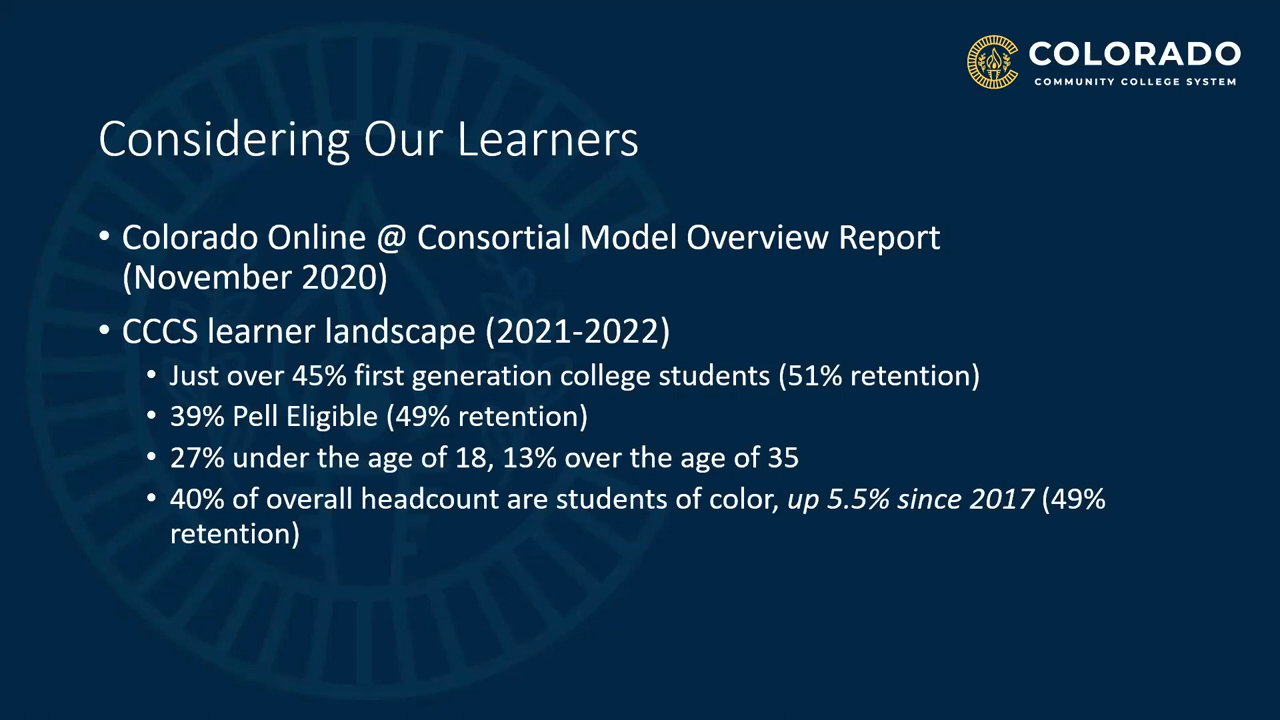 COLORADO
COMMUNITY COLLEGE SYSTEM
Considering Our Learners
• Colorado Online @ Consortial Model Overview Report
(November 2020)
• CCCS learner landscape (2021-2022)
• Just over 45% first generation college students (51% retention)
• 39% Pell Eligible (49% retention)
• 27% under the age of 18, 13% over the age of 35
• 40% of overall headcount are students of color, up 5.5% since 2017 (49%
retention)